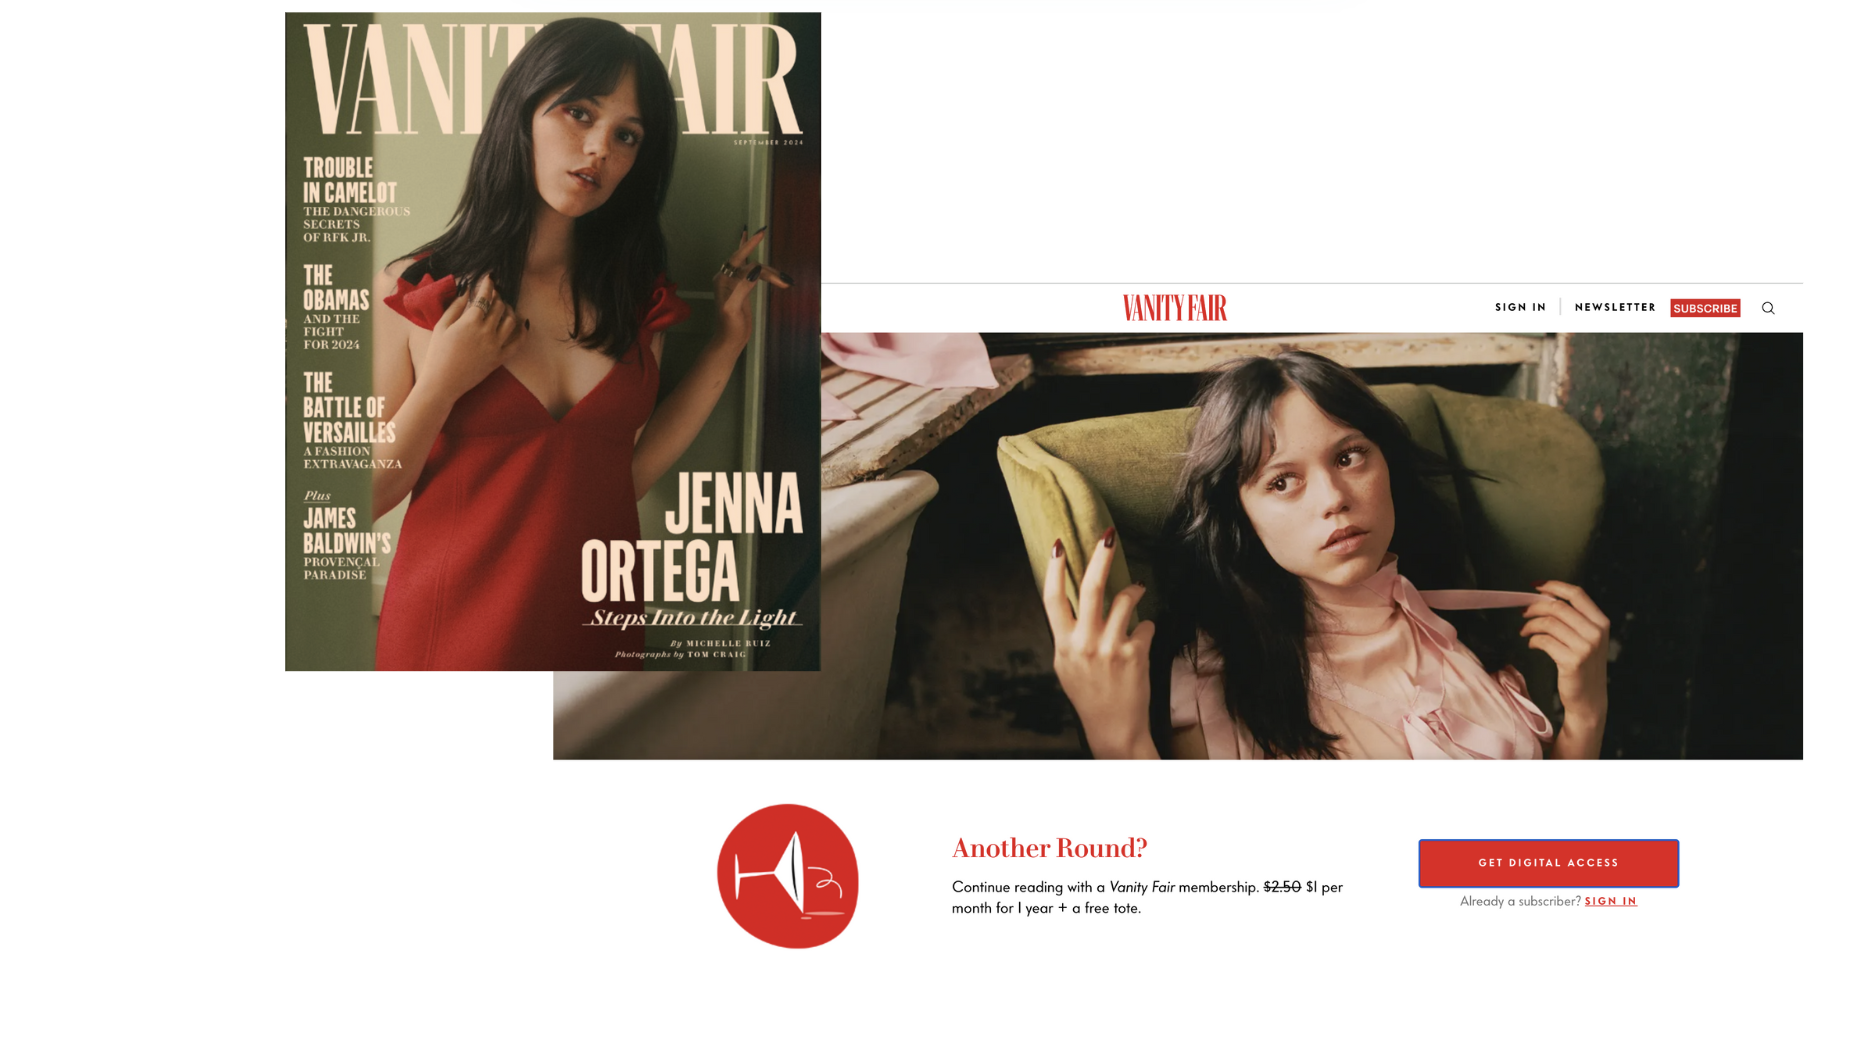 VANITY FAIR
SEPTEMBER 2024
TROUBLE
IN CAMELOT
THE DANGEROUS
SECRETS
OF RFK JR.
THE
OBAMAS
AND THE
FIGHT
FOR 2024
THE
BATTLE OF
VERSAILLES
A FASHION
EXTRAVAGANZA
Plus
JAMES
BALDWIN'S
PROVENÇAL
PARADISE
JENNA
ORTEGA
Steps Into the Light
By MICHELLE RUIZ
Photographs by TOM CRAIG
VANITY FAIR
SIGN IN
NEWSLETTER
SUBSCRIBE
Another Round?
Continue reading with a Vanity Fair membership. $2.50 $1 per
month for 1 year + a free tote.
GET DIGITAL ACCESS
Already a subscriber? SIGN IN